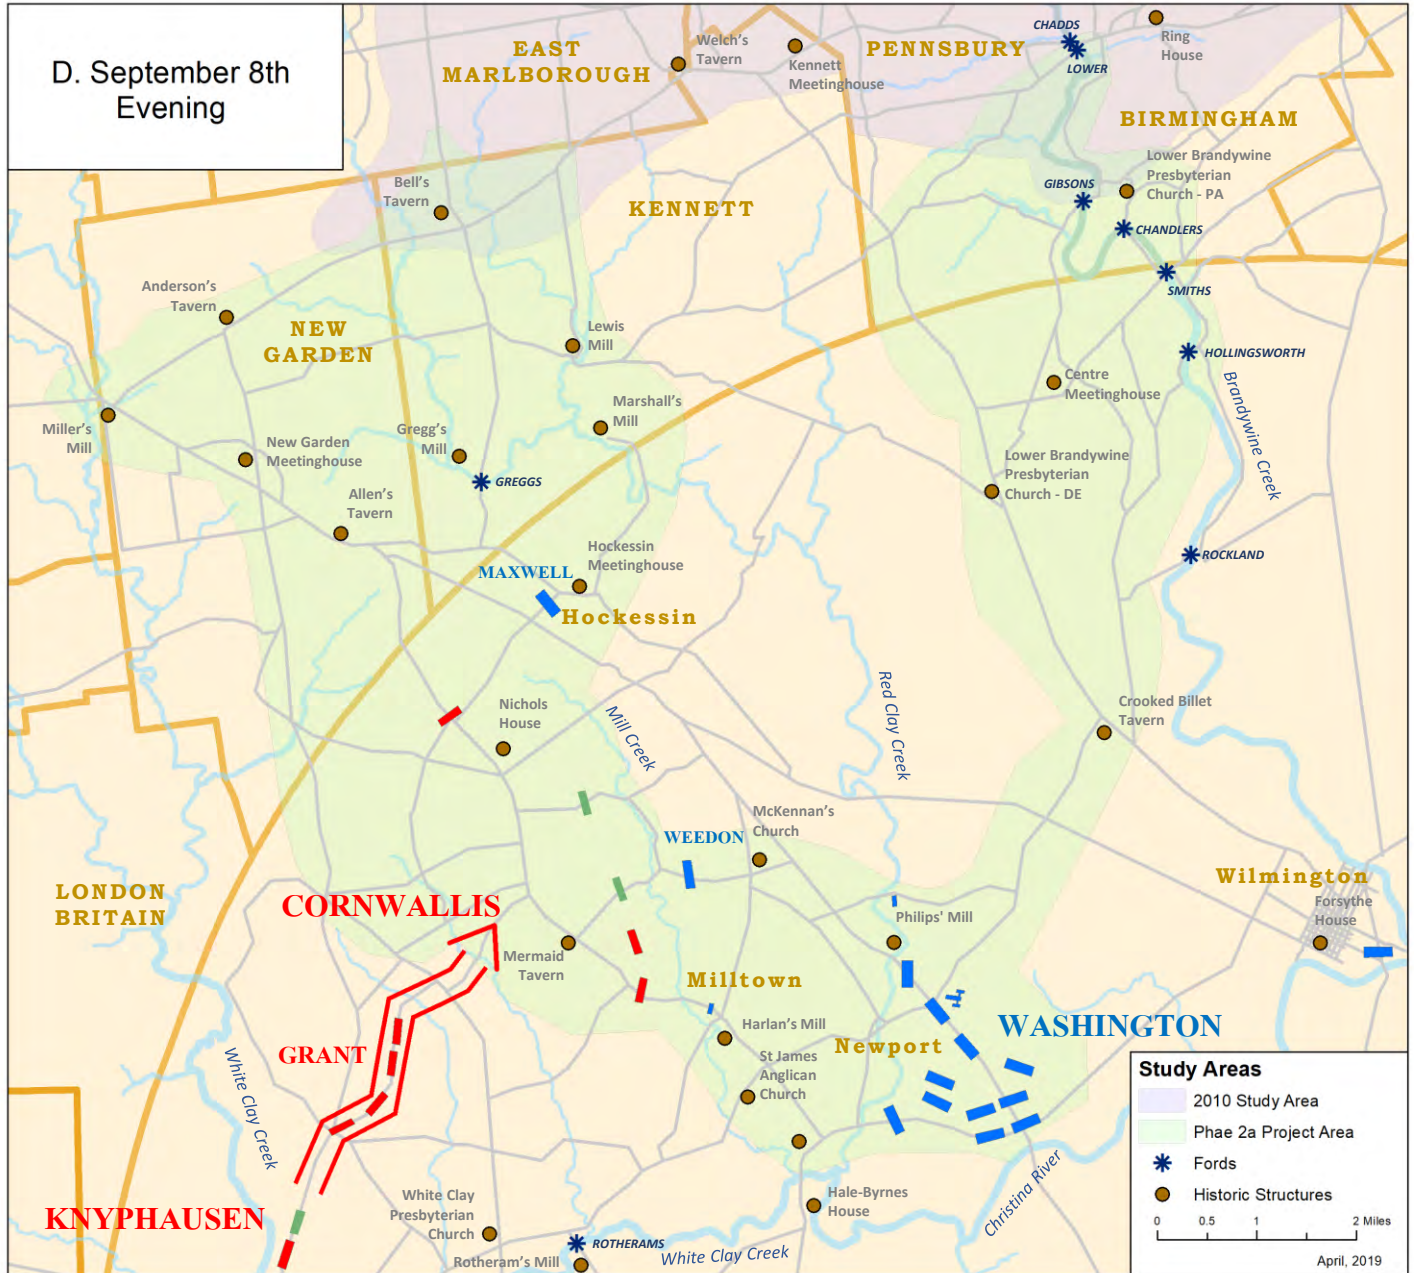 D. September 8th
Evening
EAST
MARLBOROUGH
Welch's
Tavern
Kennett
Meetinghouse
PENNSBURY
CHADDS
LOWER
Ring
House
BIRMINGHAM
Lower Brandywine
Presbyterian
Church - PA
GIBSONS
CHANDLERS
SMITHS
Bell's
Tavern
KENNETT
Anderson's
Tavern
NEW
GARDEN
Lewis
Mill
HOLLINGSWORTH
Centre
Meetinghouse
Brandywine Creek
Miller's
Mill
New Garden
Meetinghouse
Gregg's
Mill
Marshall's
Mill
GREGGS
Allen's
Tavern
Lower Brandywine
Presbyterian
Church - DE
ROCKLAND
Hockessin
Meetinghouse
MAXWELL
Hockessin
Nichols
House
Mill Creek
Red Clay Creek
Crooked Billet
Tavern
McKennan's
Church
WEEDON
LONDON
BRITAIN
CORNWALLIS
Wilmington
Forsythe
House
Philips' Mill
Mermaid
Tavern
Milltown
Harlan's Mill
Newport
WASHINGTON
GRANT
St James
Anglican
Church
White Clay Creek
KNYPHAUSEN
White Clay
Presbyterian
Church
Rotheram's Mill
ROTHERAMS
White Clay Creek
Hale-Byrnes
House
Christina River
Study Areas
2010 Study Area
Phae 2a Project Area
Fords
Historic Structures
0 0.5 1 2 Miles
April, 2019